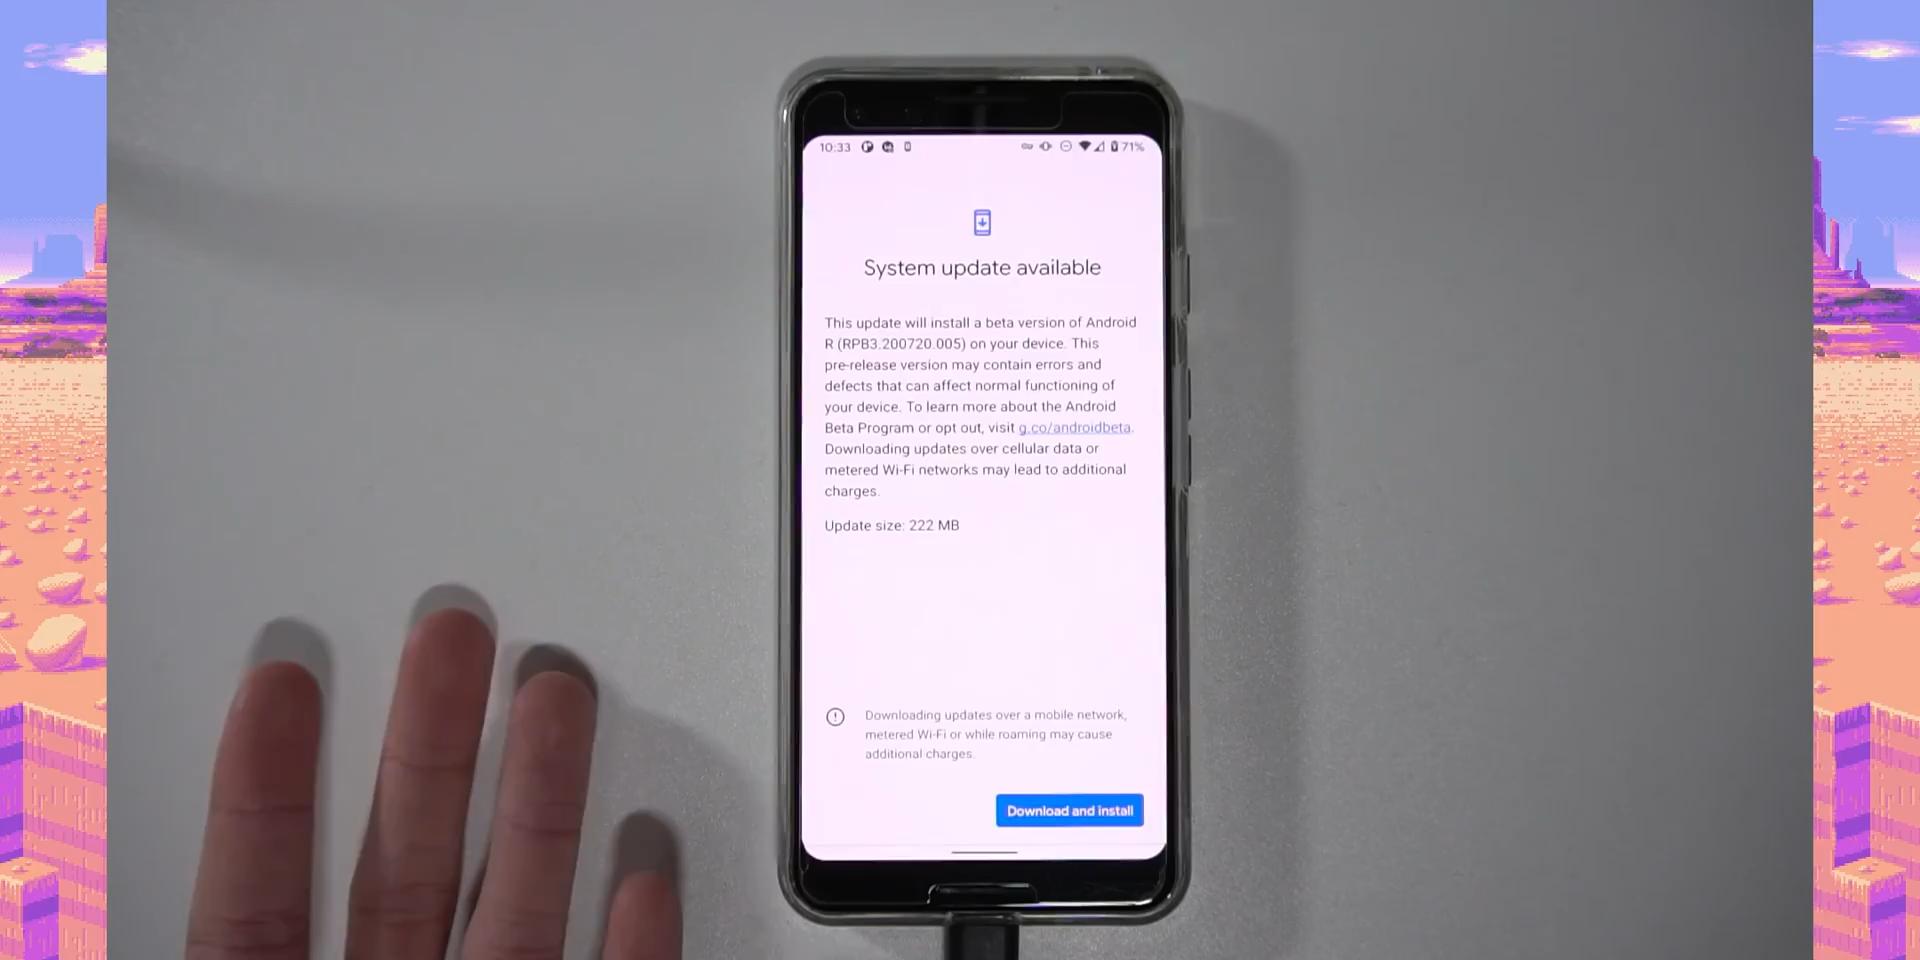 10:33 71%
System update available
This update will install a beta version of Android
R (RPB3.200720.005) on your device. This
pre-release version may contain errors and
defects that can affect normal functioning of
your device. To learn more about the Android
Beta Program or opt out, visit g.co/androidbeta.
Downloading updates over cellular data or
metered Wi-Fi networks may lead to additional
charges.
Update size: 222 MB
Downloading updates over a mobile network,
metered Wi-Fi or while roaming may cause
additional charges.
Download and install